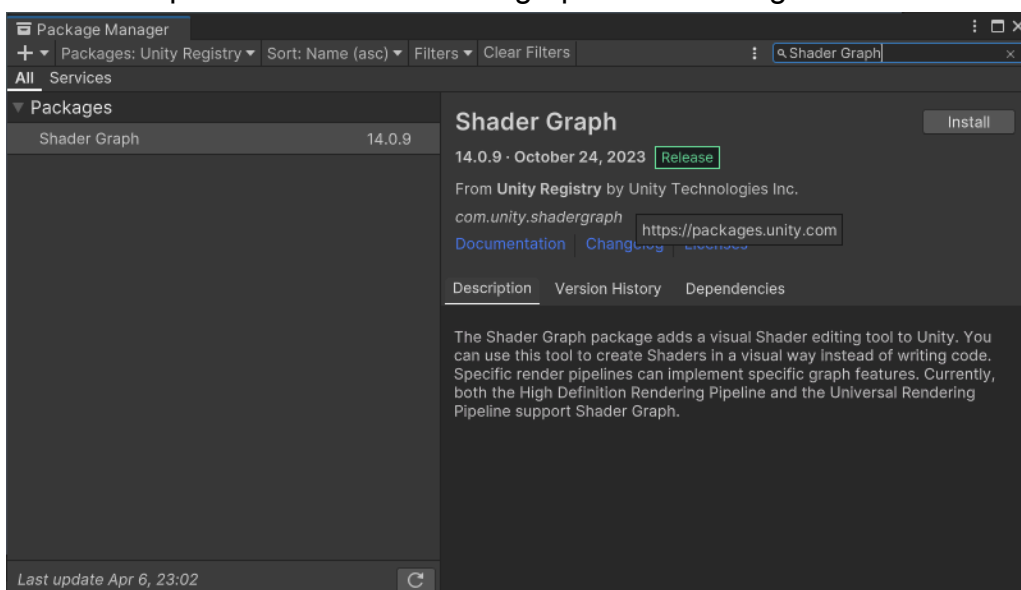 Package Manager
+ Packages: Unity Registry Sort: Name (asc) Filters Clear Filters Shader Graph
All Services
Packages
Shader Graph 14.0.9
Shader Graph
Install
14.0.9 · October 24, 2023 Release
From Unity Registry by Unity Technologies Inc.
com.unity.shadergraph
https://packages.unity.com
Documentation Changelog Licenses
Description Version History Dependencies
The Shader Graph package adds a visual Shader editing tool to Unity. You
can use this tool to create Shaders in a visual way instead of writing code.
Specific render pipelines can implement specific graph features. Currently,
both the High Definition Rendering Pipeline and the Universal Rendering
Pipeline support Shader Graph.
Last update Apr 6, 23:02